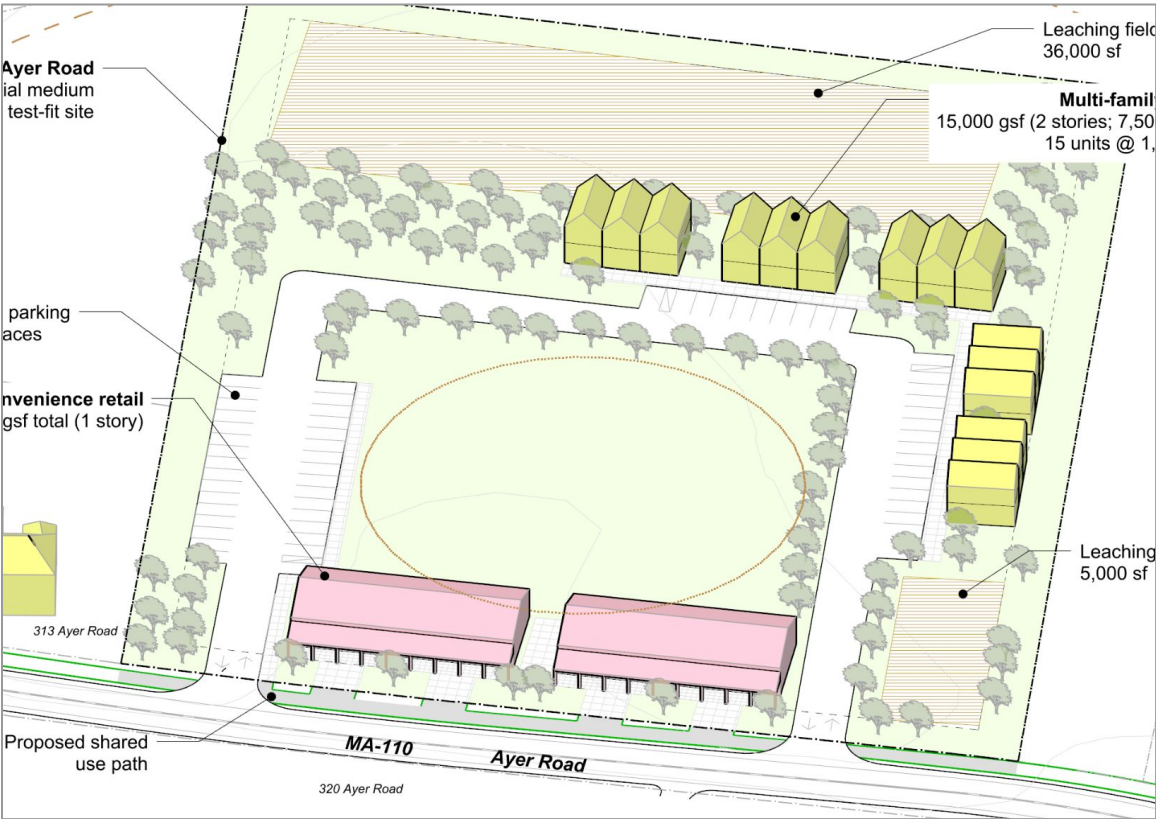 Ayer Road
ial medium
test-fit site
Leaching field
36,000 sf
Multi-family
15,000 gsf (2 stories; 7,50
15 units @ 1,
parking
aces
nvenience retail
gsf total (1 story)
Leaching
5,000 sf
313 Ayer Road
Proposed shared
use path
MA-110
Ayer Road
320 Ayer Road